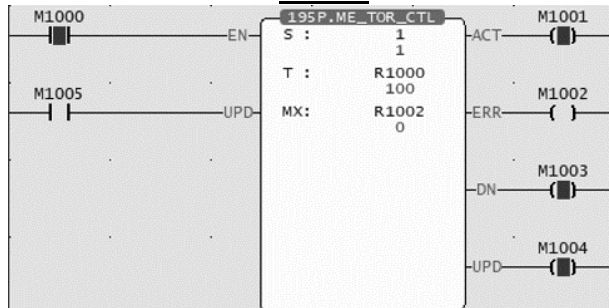 M1000
195P.ME_TOR_CTL
M1001
EN
S : 1
1
ACT
T : R1000
100
M1005
M1002
UPD
MX: R1002
0
ERR
M1003
DN
M1004
UPD